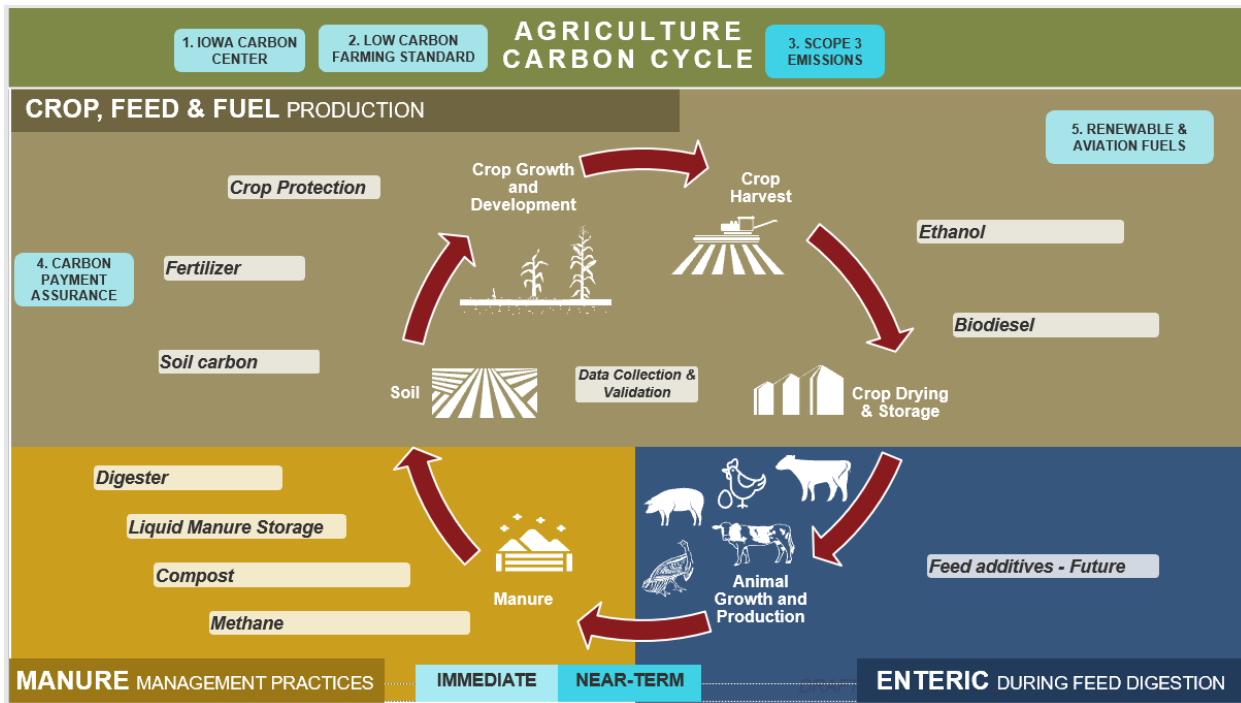 AGRICULTURE
CARBON CYCLE
1. IOWA CARBON
CENTER
2. LOW CARBON
FARMING STANDARD
3. SCOPE 3
EMISSIONS
CROP, FEED & FUEL PRODUCTION
5. RENEWABLE &
AVIATION FUELS
Crop Growth
and
Development
Crop
Harvest
Crop Protection
Ethanol
4. CARBON
PAYMENT
ASSURANCE
Fertilizer
Biodiesel
Soil carbon
Soil
Data Collection &
Validation
Crop Drying
& Storage
Digester
Liquid Manure Storage
Compost
Methane
Manure
Animal
Growth and
Production
Feed additives - Future
MANURE MANAGEMENT PRACTICES
IMMEDIATE
NEAR-TERM
ENTERIC DURING FEED DIGESTION